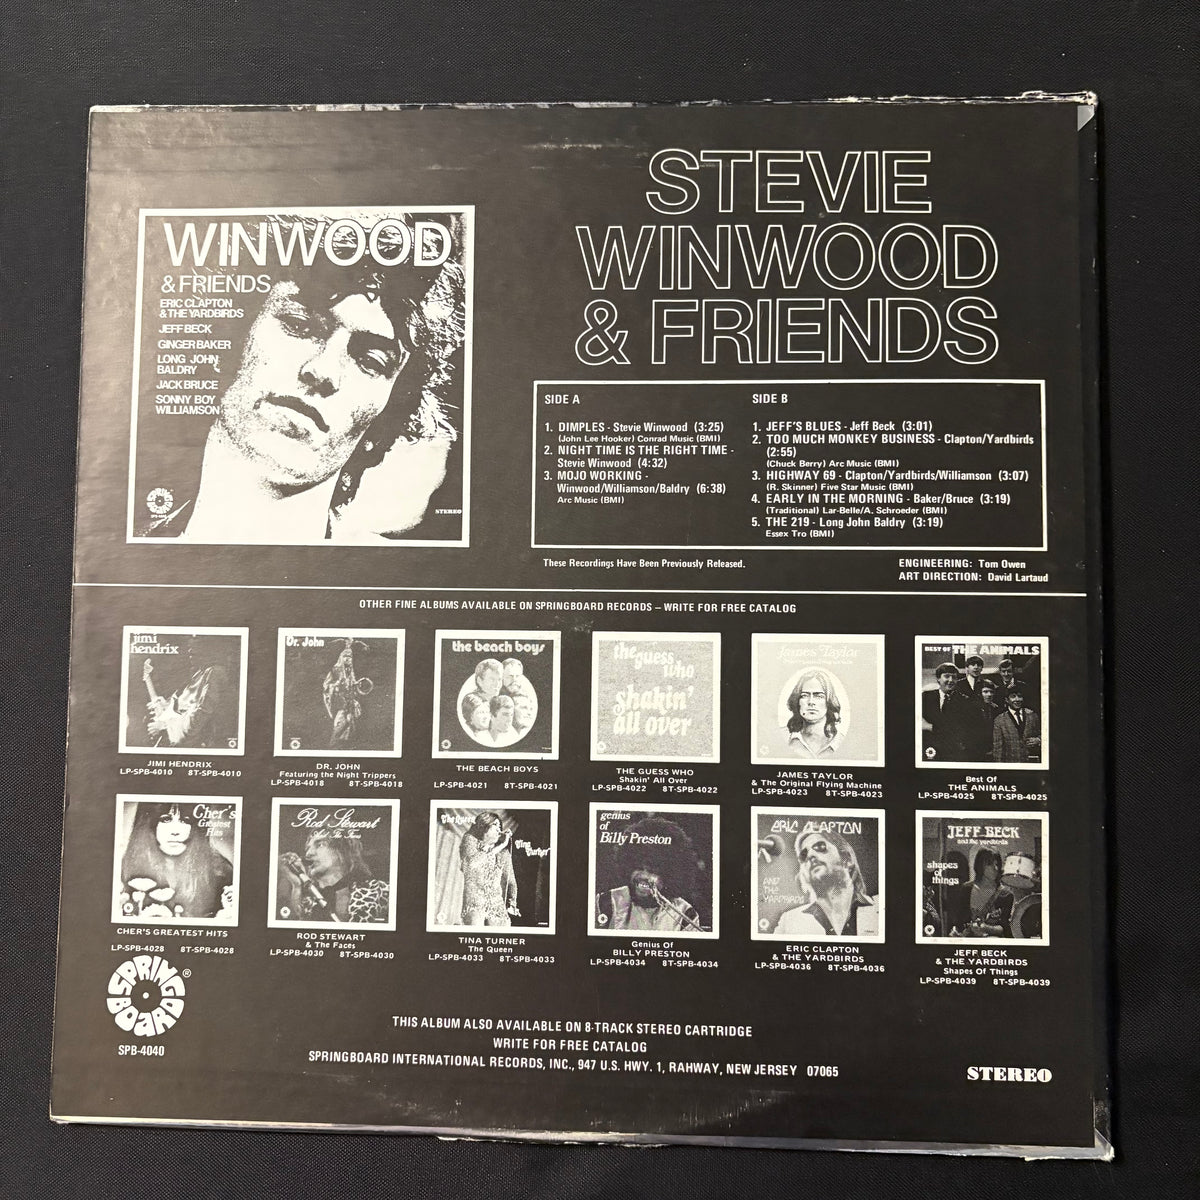 STEVIE
WINWOOD
& FRIENDS
WINWOOD
& FRIENDS
ERIC CLAPTON
& THE YARDBIRDS
JEFF BECK
GINGER BAKER
LONG JOHN
BALDRY
JACK BRUCE
SONNY BOY
WILLIAMSON
STEREO
SIDE A
1. DIMPLES - Stevie Winwood (3:25)
(John Lee Hooker) Conrad Music (BMI)
2. NIGHT TIME IS THE RIGHT TIME -
Stevie Winwood (4:32)
3. MOJO WORKING -
Winwood/Williamson/Baldry (6:38)
Arc Music (BMI)
SIDE B
1. JEFF'S BLUES - Jeff Beck (3:01)
2. TOO MUCH MONKEY BUSINESS - Clapton/Yardbirds
(2:55)
(Chuck Berry) Arc Music (BMI)
3. HIGHWAY 69 - Clapton/Yardbirds/Williamson (3:07)
(R. Skinner) Five Star Music (BMI)
4. EARLY IN THE MORNING - Baker/Bruce (3:19)
(Traditional) Lar-Belle/A. Schroeder (BMI)
5. THE 219 - Long John Baldry (3:19)
Essex Tro (BMI)
These Recordings Have Been Previously Released.
ENGINEERING: Tom Owen
ART DIRECTION: David Lartaud
OTHER FINE ALBUMS AVAILABLE ON SPRINGBOARD RECORDS – WRITE FOR FREE CATALOG
jimi
hendrix
JIMI HENDRIX
LP-SPB-4010 8T-SPB-4010
Dr. John
DR. JOHN
Featuring the Night Trippers
LP-SPB-4018 8T-SPB-4018
the beach boys
THE BEACH BOYS
LP-SPB-4021 8T-SPB-4021
the guess
who
shakin'
all over
THE GUESS WHO
Shakin' All Over
LP-SPB-4022 8T-SPB-4022
James Taylor
JAMES TAYLOR
& The Original Flying Machine
LP-SPB-4023 8T-SPB-4023
BEST OF THE ANIMALS
Best Of
THE ANIMALS
LP-SPB-4025 8T-SPB-4025
Cher's
Greatest
Hits
CHER'S GREATEST HITS
LP-SPB-4028 8T-SPB-4028
Rod Stewart
And The Faces
ROD STEWART
& The Faces
LP-SPB-4030 8T-SPB-4030
The Queen
Tina
Turner
TINA TURNER
The Queen
LP-SPB-4033 8T-SPB-4033
genius
of
Billy Preston
Genius Of
BILLY PRESTON
LP-SPB-4034 8T-SPB-4034
ERIC CLAPTON
AND
THE
YARDBIRDS
ERIC CLAPTON
& THE YARDBIRDS
LP-SPB-4036 8T-SPB-4036
JEFF BECK
and the yardbirds
shapes
of
things
JEFF BECK
& THE YARDBIRDS
Shapes Of Things
LP-SPB-4039 8T-SPB-4039
SPRINGBOARD ®
SPB-4040
THIS ALBUM ALSO AVAILABLE ON 8-TRACK STEREO CARTRIDGE
WRITE FOR FREE CATALOG
SPRINGBOARD INTERNATIONAL RECORDS, INC., 947 U.S. HWY. 1, RAHWAY, NEW JERSEY 07065
STEREO